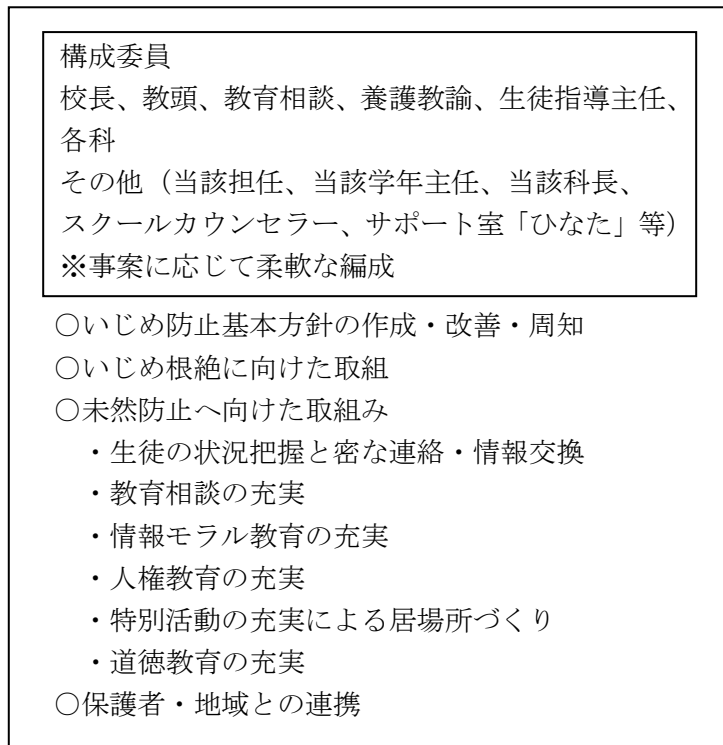 構成委員
校長、教頭、教育相談、養護教諭、生徒指導主任、
各科
その他（当該担任、当該学年主任、当該科長、
スクールカウンセラー、サポート室「ひなた」等）
※事案に応じて柔軟な編成
○いじめ防止基本方針の作成・改善・周知
○いじめ根絶に向けた取組
○未然防止へ向けた取組み
・生徒の状況把握と密な連絡・情報交換
・教育相談の充実
・情報モラル教育の充実
・人権教育の充実
・特別活動の充実による居場所づくり
・道徳教育の充実
○保護者・地域との連携